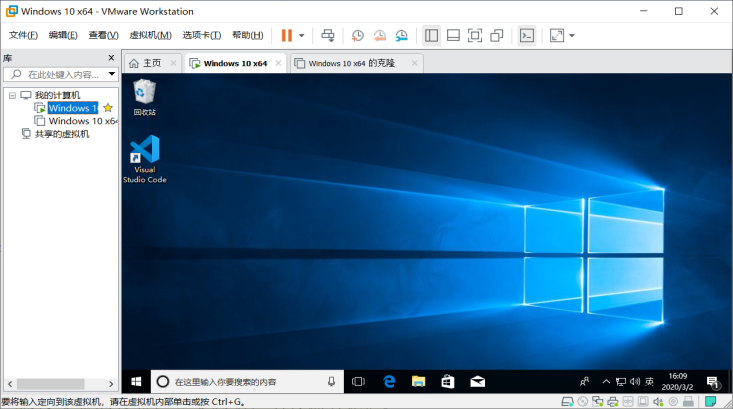 Windows 10 x64 - VMware Workstation
文件(F) 编辑(E) 查看(V) 虚拟机(M) 选项卡(T) 帮助(H)
库
主页 Windows 10 x64 Windows 10 x64 的克隆
在此处键入内容...
我的计算机
Windows 10
Windows 10 x64
共享的虚拟机
回收站
Visual
Studio Code
在这里输入你要搜索的内容
英
16:09
2020/3/2
1
要将输入定向到该虚拟机，请在虚拟机内部单击或按 Ctrl+G。